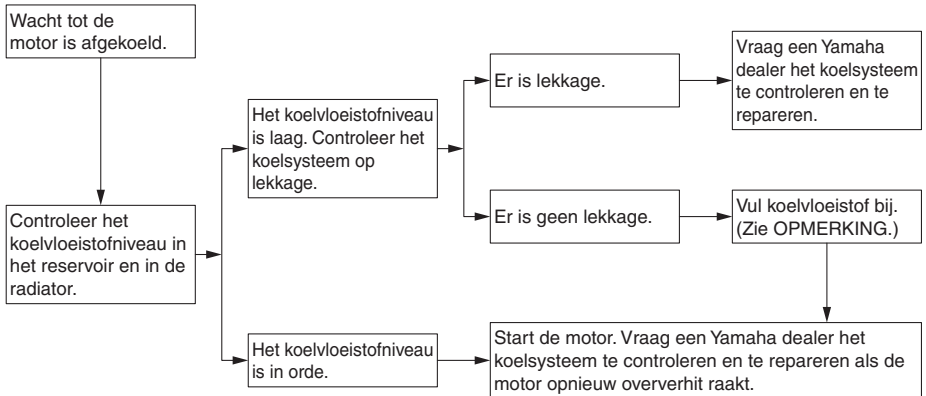 Wacht tot de
motor is afgekoeld.
Controleer het
koelvloeistofniveau in
het reservoir en in de
radiator.
Het koelvloeistofniveau
is laag. Controleer het
koelsysteem op
lekkage.
Er is lekkage.
Vraag een Yamaha
dealer het koelsysteem
te controleren en te
repareren.
Er is geen lekkage.
Vul koelvloeistof bij.
(Zie OPMERKING.)
Het koelvloeistofniveau
is in orde.
Start de motor. Vraag een Yamaha dealer het
koelsysteem te controleren en te repareren als de
motor opnieuw oververhit raakt.